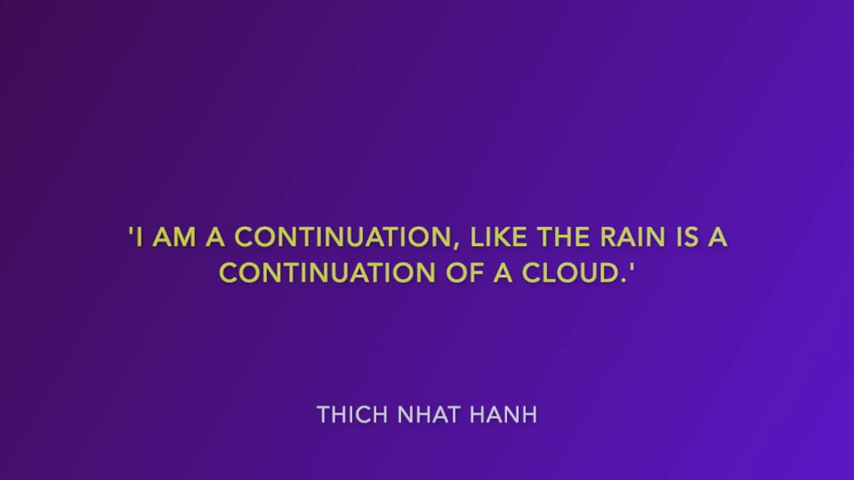 'I AM A CONTINUATION, LIKE THE RAIN IS A
CONTINUATION OF A CLOUD.'
THICH NHAT HANH